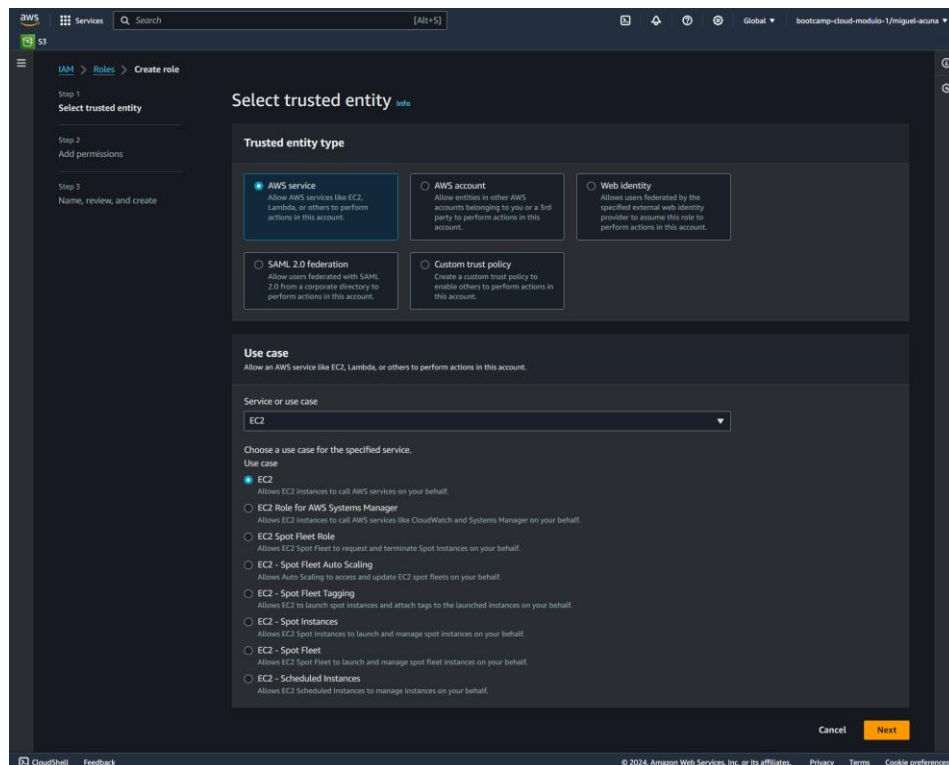 aws
Services
Search
[Alt+S]
Global
bootcamp-cloud-modulo-1/miguel-acuna
S3
IAM > Roles > Create role
Step 1
Select trusted entity
Step 2
Add permissions
Step 3
Name, review, and create
Select trusted entity Info
Trusted entity type
AWS service
Allow AWS services like EC2,
Lambda, or others to perform
actions in this account.
AWS account
Allow entities in other AWS
accounts belonging to you or a 3rd
party to perform actions in this
account.
Web identity
Allows users federated by the
specified external web identity
provider to assume this role to
perform actions in this account.
SAML 2.0 federation
Allow users federated with SAML
2.0 from a corporate directory to
perform actions in this account.
Custom trust policy
Create a custom trust policy to
enable others to perform actions in
this account.
Use case
Allow an AWS service like EC2, Lambda, or others to perform actions in this account.
Service or use case
EC2
Choose a use case for the specified service.
Use case
EC2
Allows EC2 instances to call AWS services on your behalf.
EC2 Role for AWS Systems Manager
Allows EC2 instances to call AWS services like CloudWatch and Systems Manager on your behalf.
EC2 Spot Fleet Role
Allows EC2 Spot Fleet to request and terminate Spot Instances on your behalf.
EC2 - Spot Fleet Auto Scaling
Allows Auto Scaling to access and update EC2 spot fleets on your behalf.
EC2 - Spot Fleet Tagging
Allows EC2 to launch spot instances and attach tags to the launched instances on your behalf.
EC2 - Spot Instances
Allows EC2 Spot Instances to launch and manage spot instances on your behalf.
EC2 - Spot Fleet
Allows EC2 Spot Fleet to launch and manage spot fleet instances on your behalf.
EC2 - Scheduled Instances
Allows EC2 Scheduled Instances to manage instances on your behalf.
Cancel
Next
CloudShell
Feedback
© 2024, Amazon Web Services, Inc. or its affiliates.
Privacy
Terms
Cookie preferences